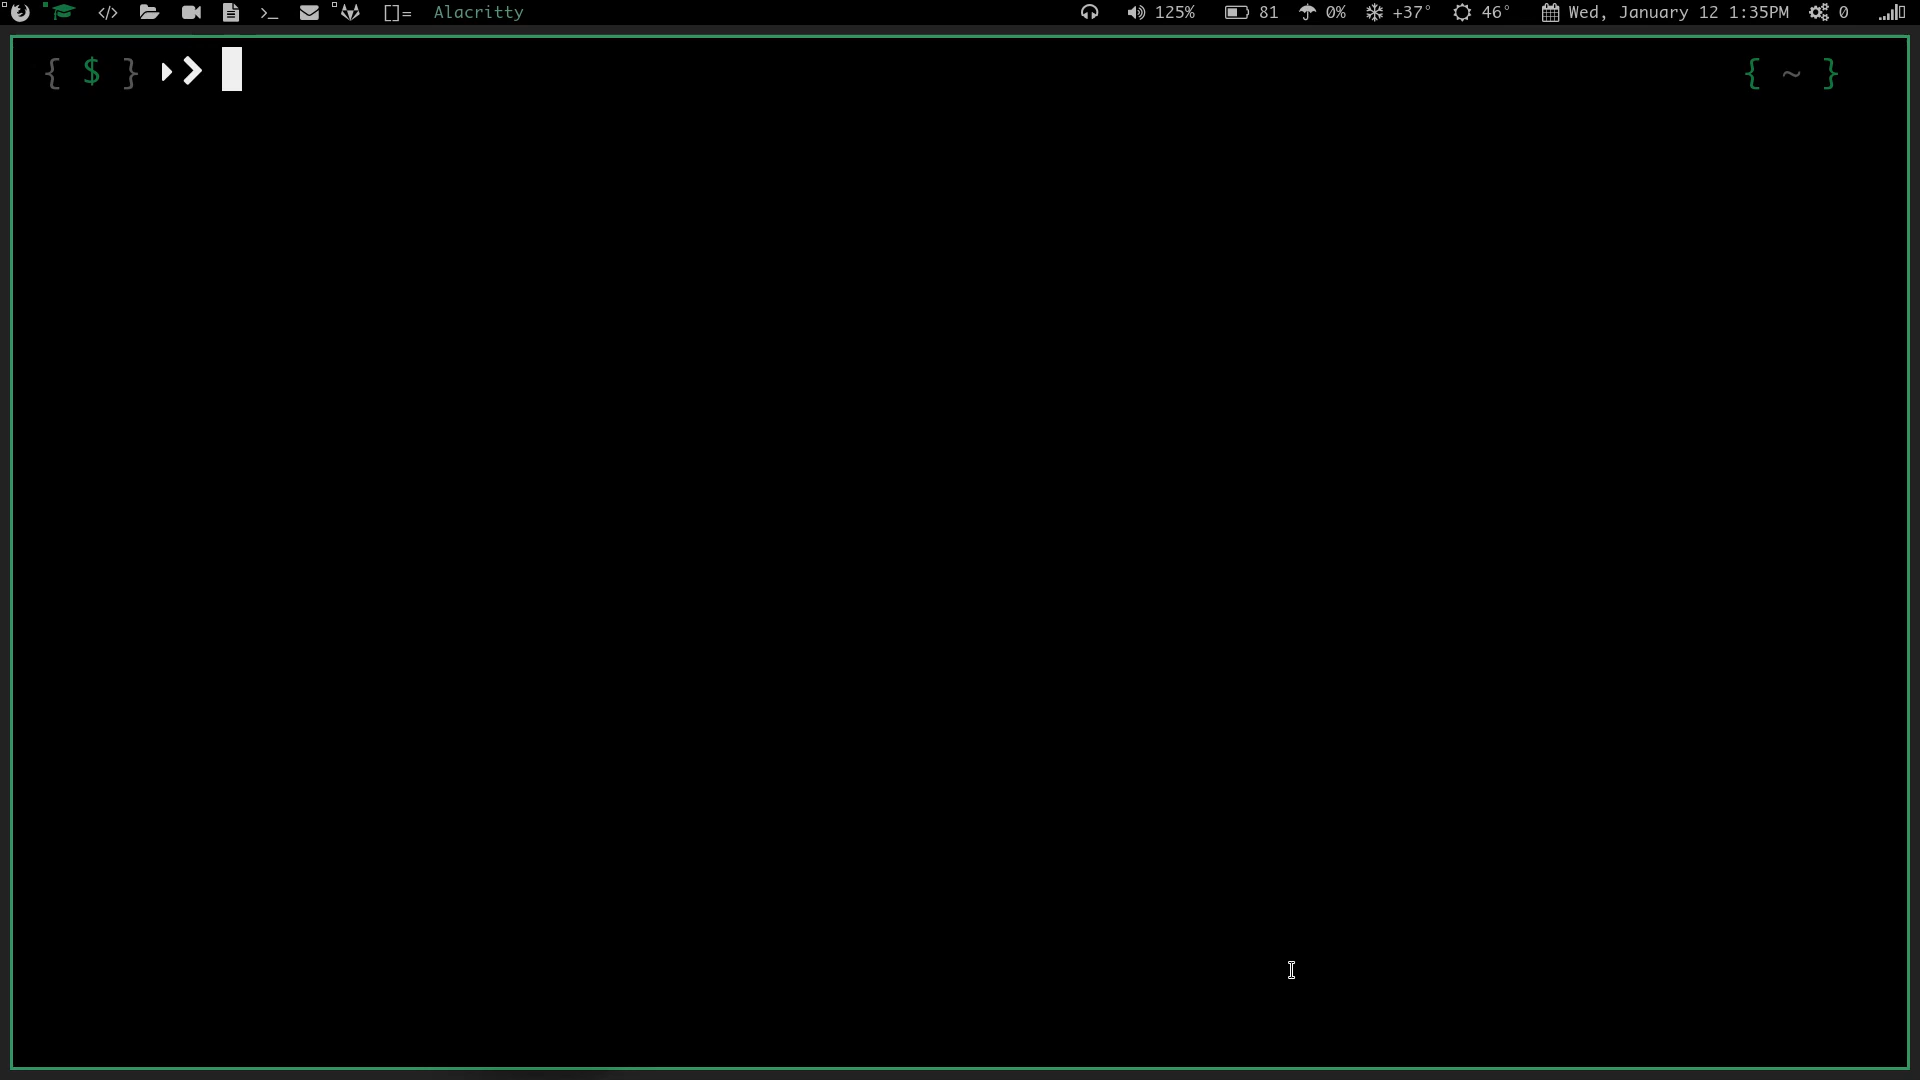 </> >_ []= Alacritty 125% 81 0% +37° 46° Wed, January 12 1:35PM 0
{ $ } { ~ }